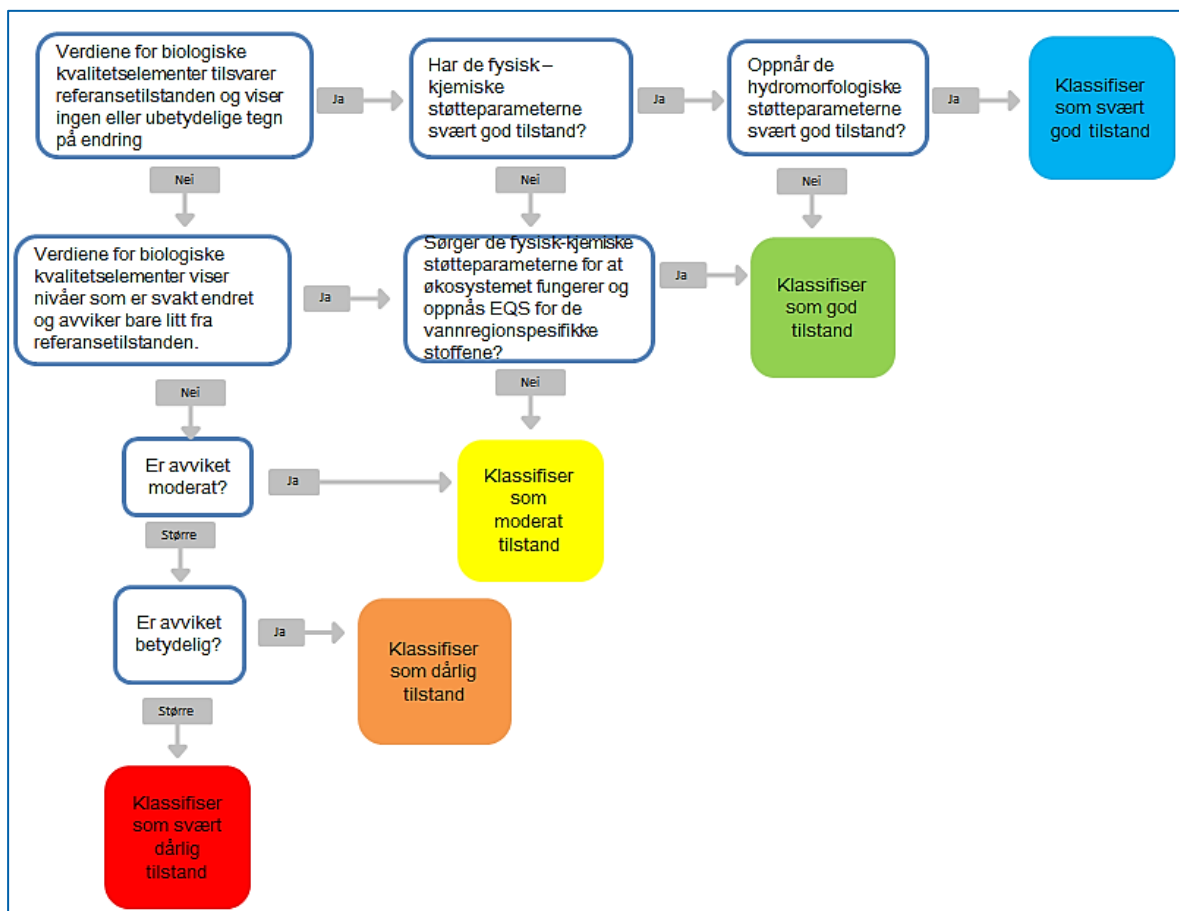 Verdiene for biologiske
kvalitetselementer tilsvarer
referansetilstanden og viser
ingen eller ubetydelige tegn
på endring
Ja
Har de fysisk –
kjemiske
støtteparameterne
svært god tilstand?
Ja
Oppnår de
hydromorfologiske
støtteparameterne
svært god tilstand?
Ja
Klassifiser
som svært
god tilstand
Nei
Nei
Nei
Verdiene for biologiske
kvalitetselementer viser
nivåer som er svakt endret
og avviker bare litt fra
referansetilstanden.
Ja
Sørger de fysisk-kjemiske
støtteparameterne for at
økosystemet fungerer og
oppnås EQS for de
vannregionspesifikke
stoffene?
Ja
Klassifiser
som god
tilstand
Nei
Nei
Er avviket
moderat?
Ja
Klassifiser
som
moderat
tilstand
Større
Er avviket
betydelig?
Ja
Klassifiser
som dårlig
tilstand
Større
Klassifiser
som svært
dårlig
tilstand